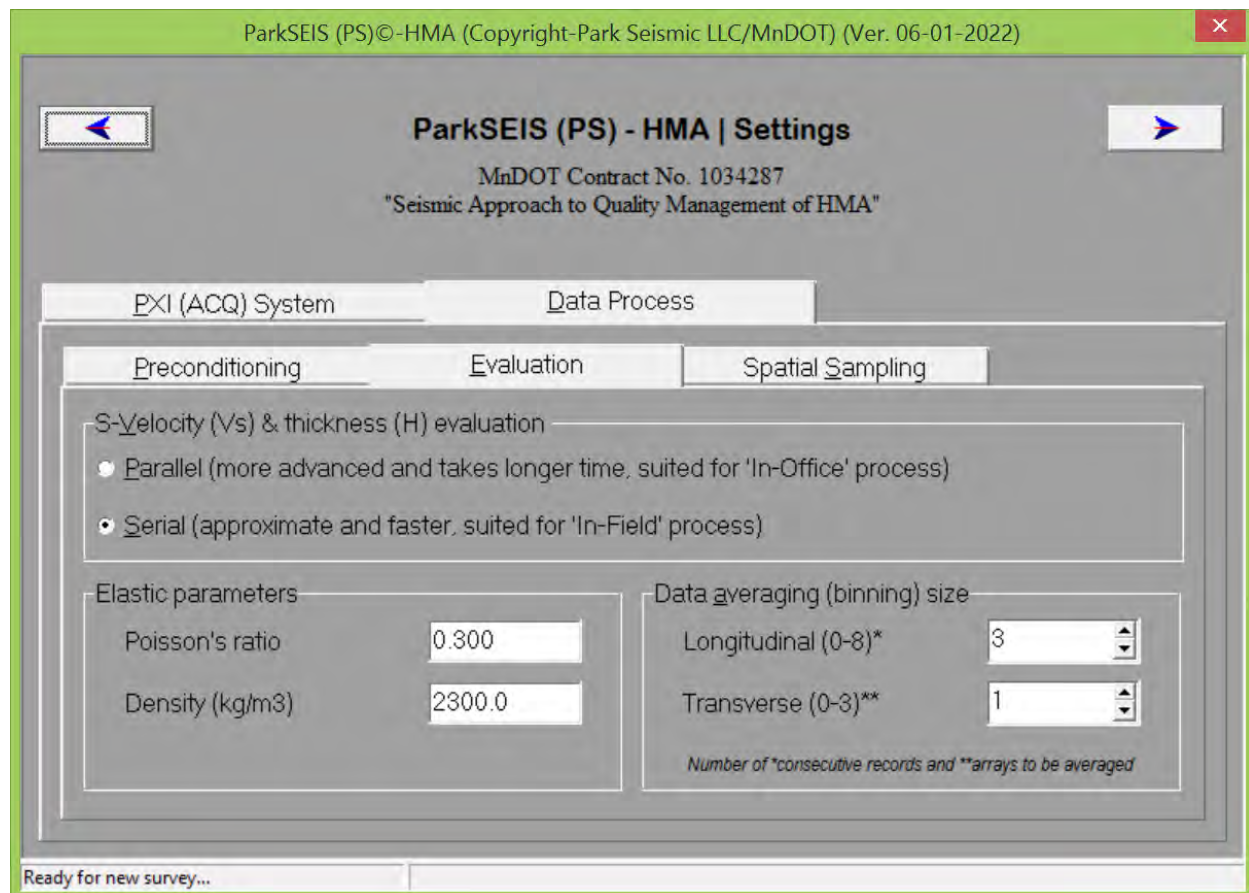 ParkSEIS (PS)©-HMA (Copyright-Park Seismic LLC/MnDOT) (Ver. 06-01-2022)
ParkSEIS (PS) - HMA | Settings
MnDOT Contract No. 1034287
"Seismic Approach to Quality Management of HMA"
PXI (ACQ) System
Data Process
Preconditioning
Evaluation
Spatial Sampling
S-Velocity (Vs) & thickness (H) evaluation
Parallel (more advanced and takes longer time, suited for 'In-Office' process)
Serial (approximate and faster, suited for 'In-Field' process)
Elastic parameters
Poisson's ratio 0.300
Density (kg/m3) 2300.0
Data averaging (binning) size
Longitudinal (0-8)* 3
Transverse (0-3)** 1
Number of *consecutive records and **arrays to be averaged
Ready for new survey...